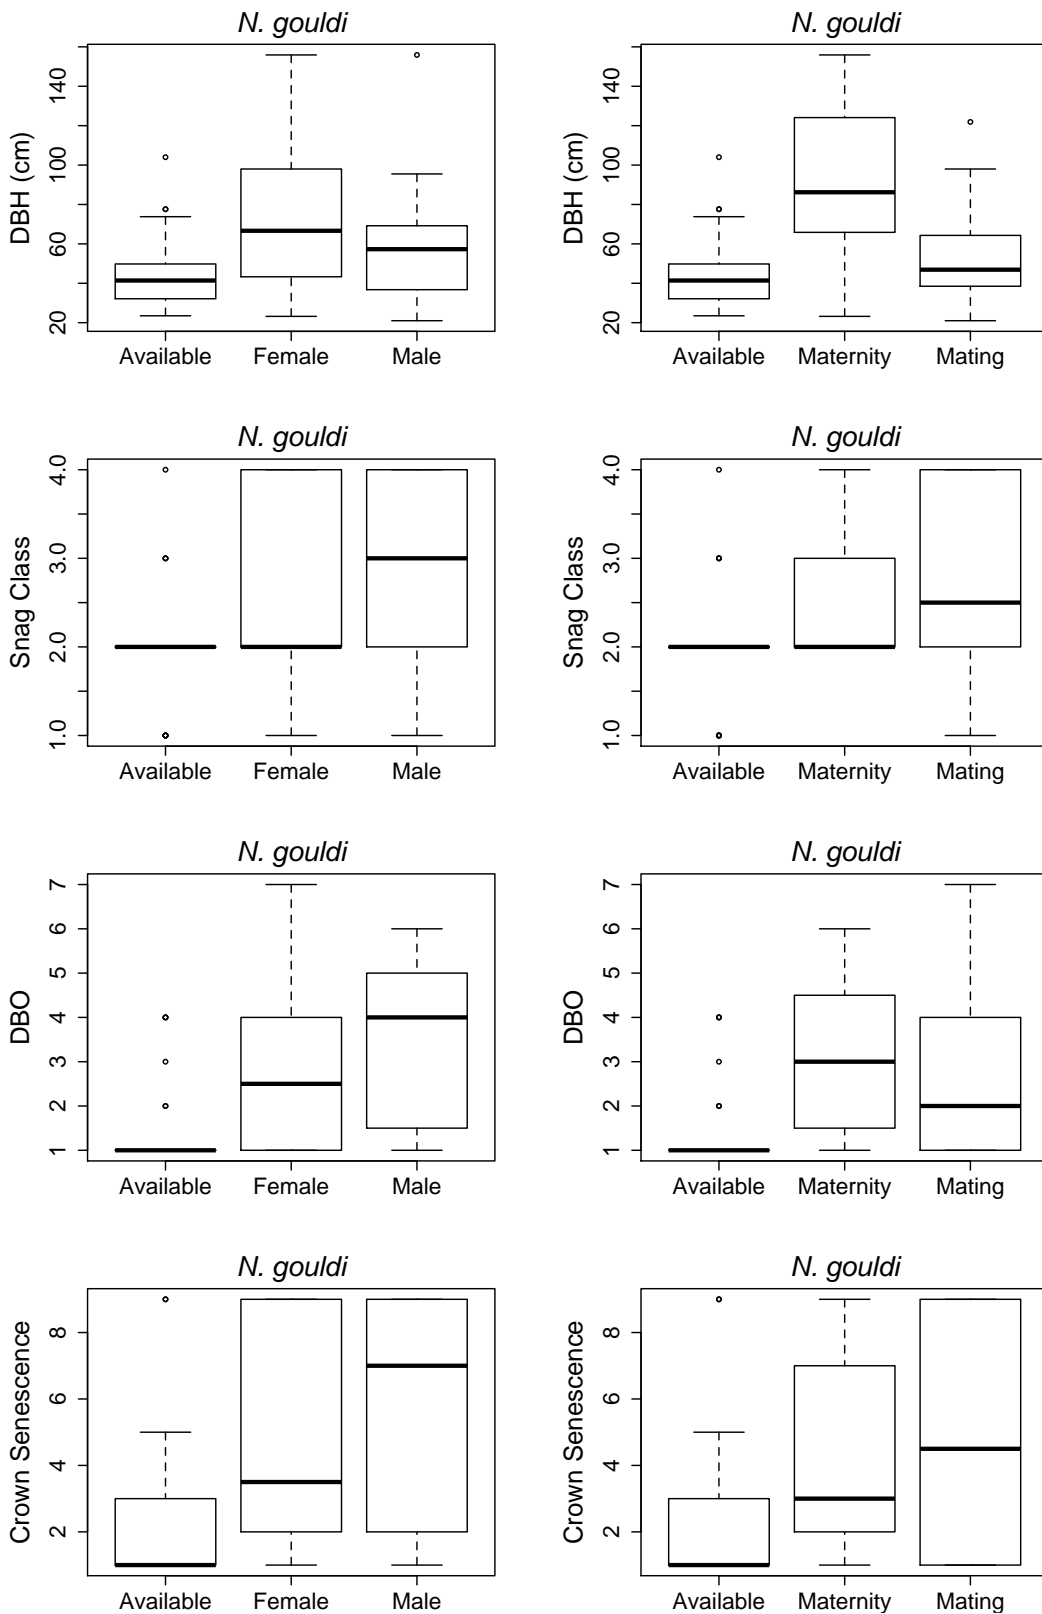 N. gouldi
DBH (cm)
20
60
100
140
Available
Female
Male
N. gouldi
DBH (cm)
20
60
100
140
Available
Maternity
Mating
N. gouldi
Snag Class
1.0
2.0
3.0
4.0
Available
Female
Male
N. gouldi
Snag Class
1.0
2.0
3.0
4.0
Available
Maternity
Mating
N. gouldi
DBO
1
2
3
4
5
6
7
Available
Female
Male
N. gouldi
DBO
1
2
3
4
5
6
7
Available
Maternity
Mating
N. gouldi
Crown Senescence
2
4
6
8
Available
Female
Male
N. gouldi
Crown Senescence
2
4
6
8
Available
Maternity
Mating